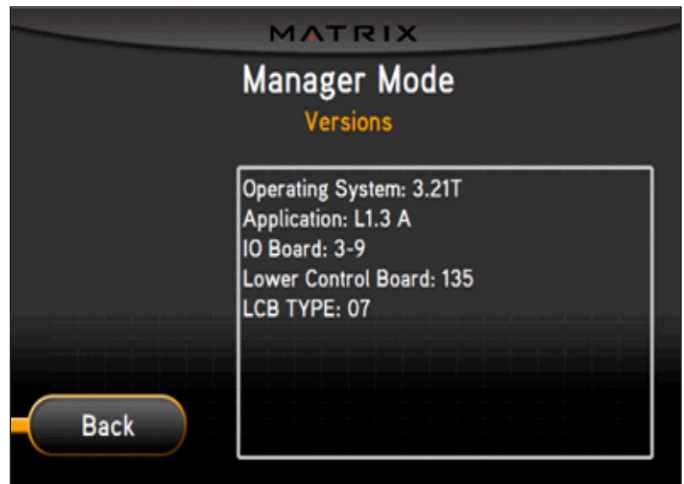 MATRIX
Manager Mode
Versions
Operating System: 3.21T
Application: L1.3 A
IO Board: 3-9
Lower Control Board: 135
LCB TYPE: 07
Back